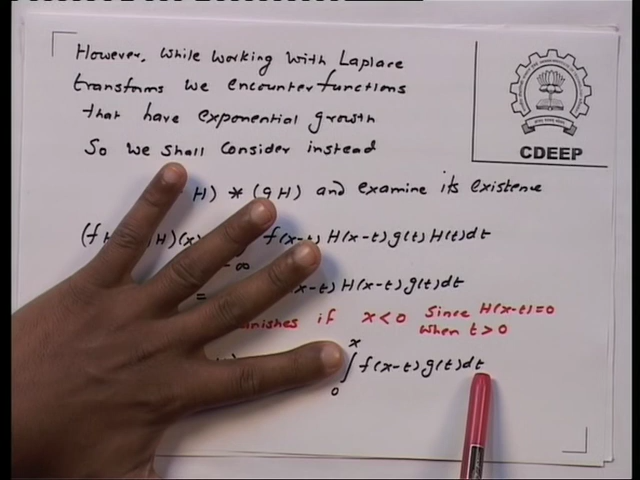 However, while working with Laplace
transforms we encounter functions
that have exponential growth
So we shall consider instead
H) * (gH) and examine its existence
(f H)(x) f(x-t) H(x-t) g(t) H(t) dt
-∞
= (x-t) H(x-t) g(t) dt
vanishes if x<0 Since H(x-t)=0
when t>0
∫₀ˣ f(x-t) g(t) dt
CDEEP